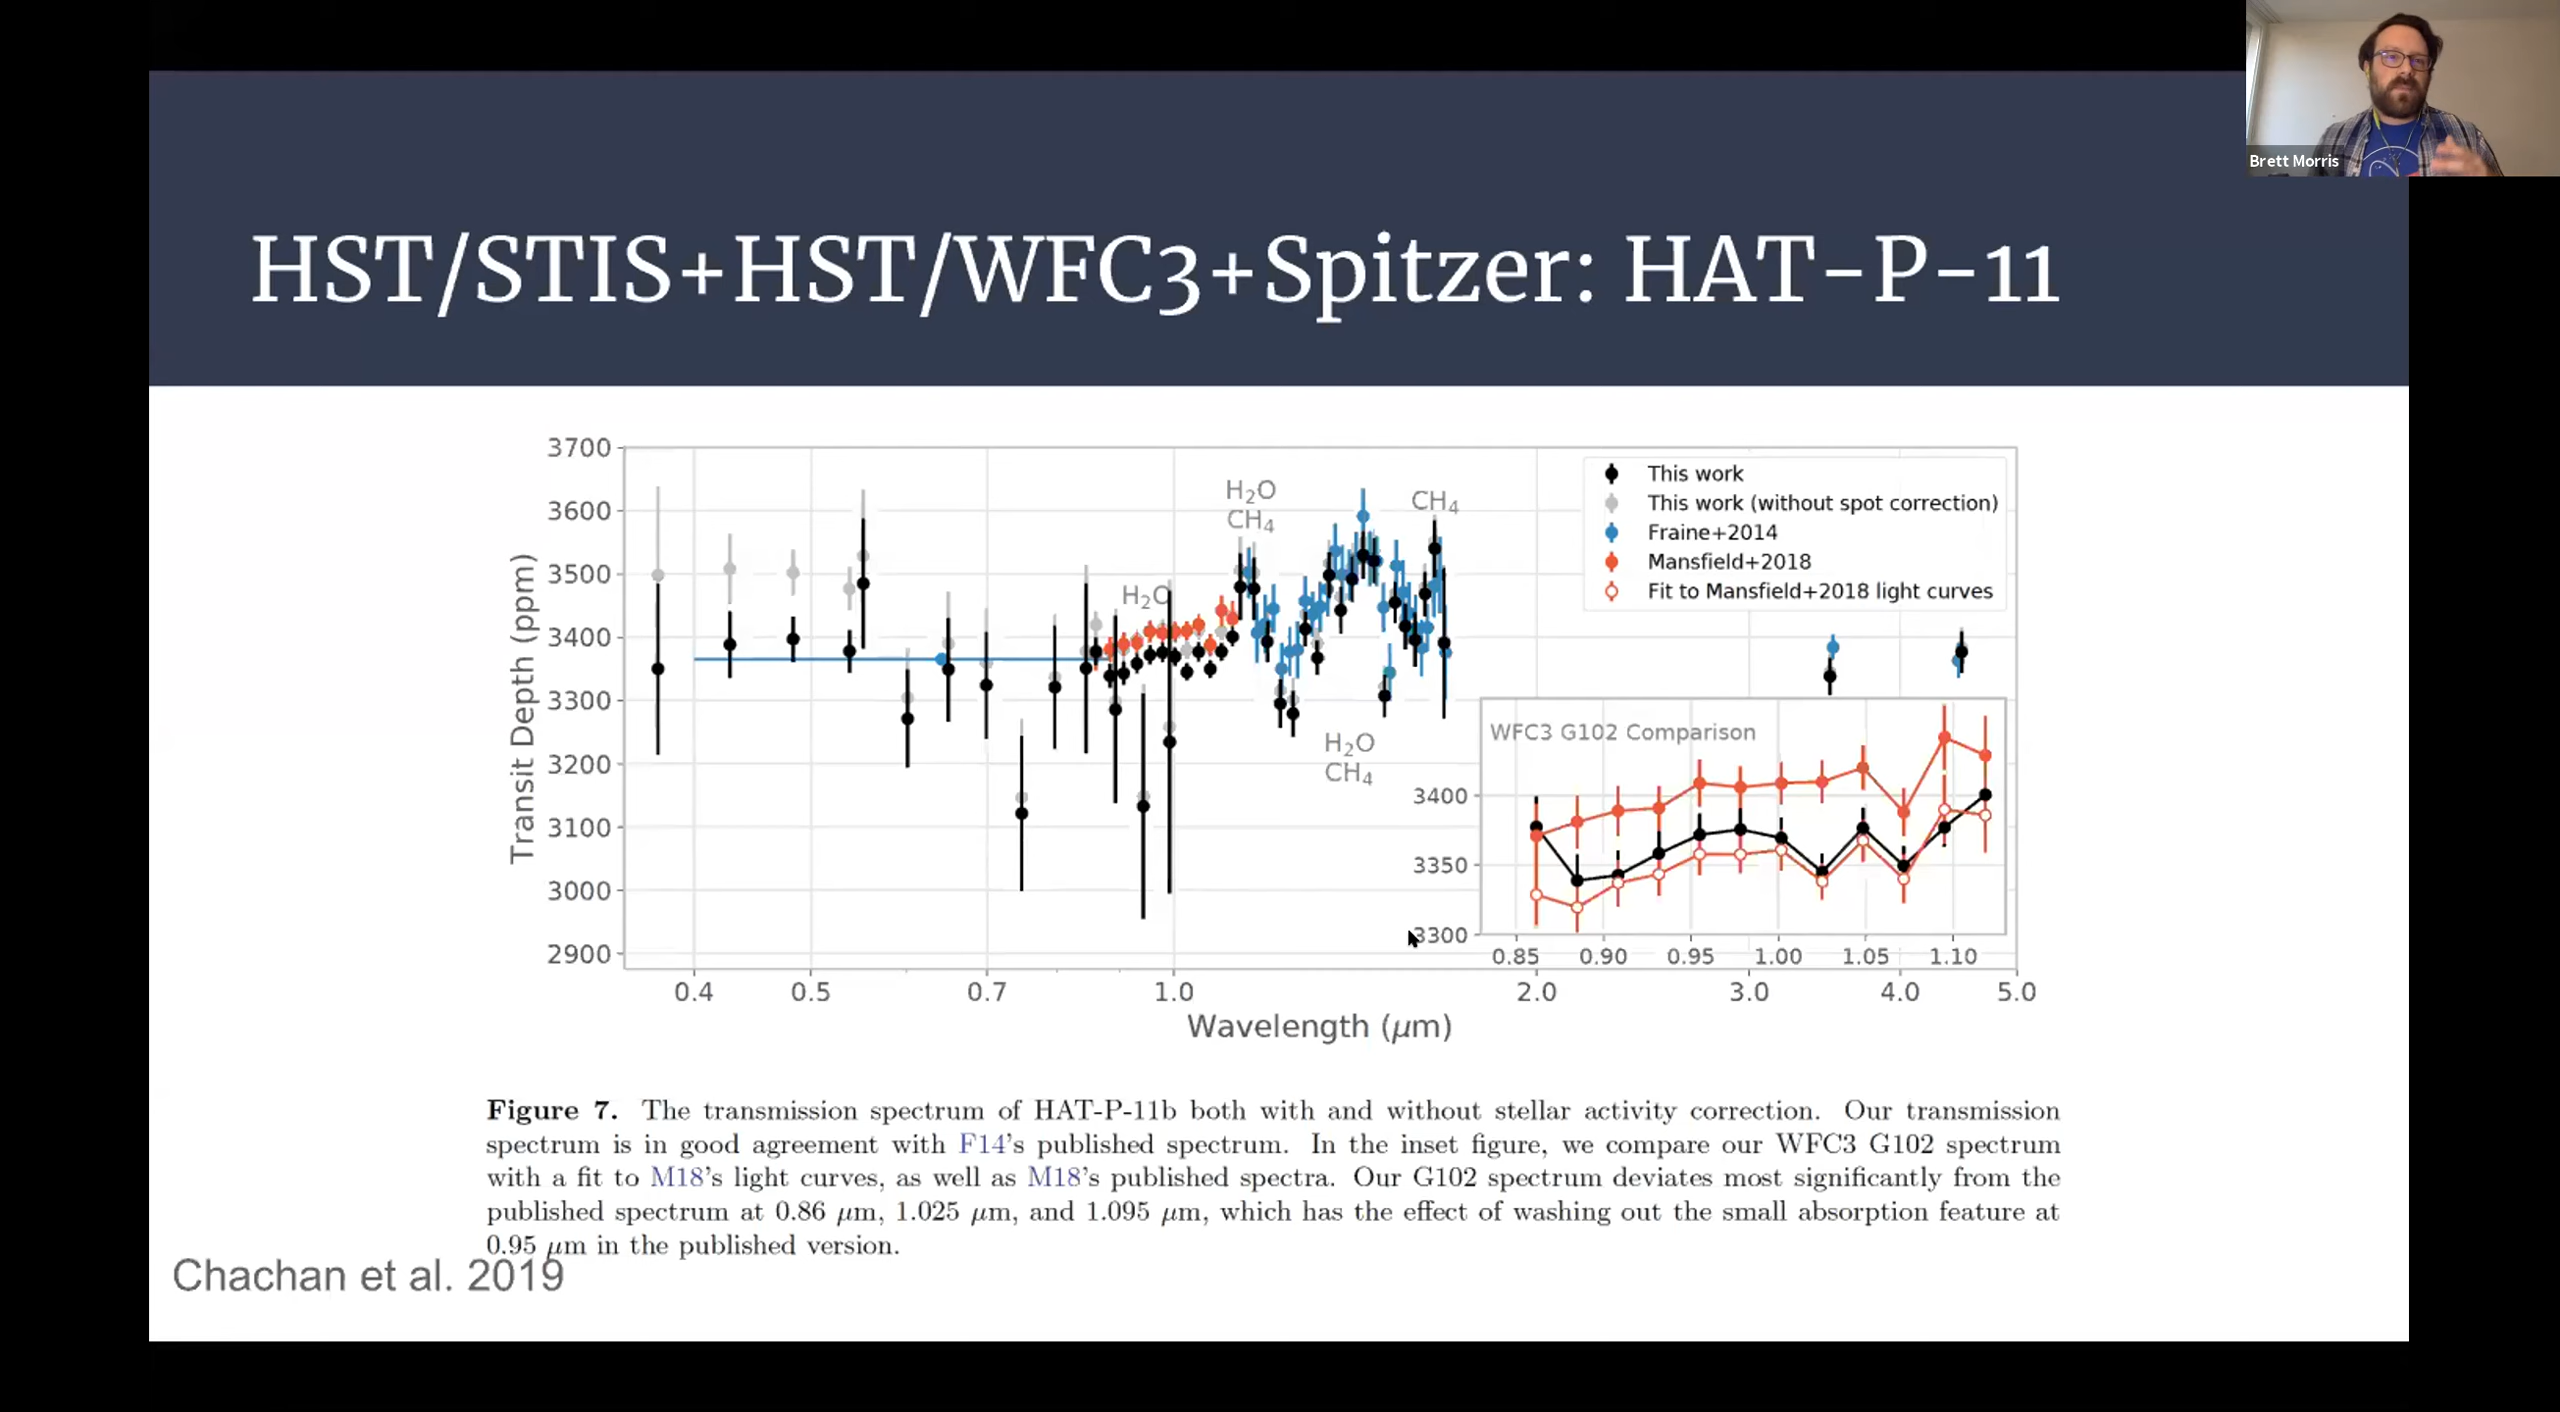 Brett Morris
HST/STIS+HST/WFC3+Spitzer: HAT-P-11
3700
3600
3500
3400
3300
3200
3100
3000
2900
Transit Depth (ppm)
0.4
0.5
0.7
1.0
2.0
3.0
4.0
5.0
Wavelength (μm)
H₂O
H₂O
CH₄
CH₄
H₂O
CH₄
This work
This work (without spot correction)
Fraine+2014
Mansfield+2018
Fit to Mansfield+2018 light curves
WFC3 G102 Comparison
3400
3350
3300
0.85
0.90
0.95
1.00
1.05
1.10
Figure 7. The transmission spectrum of HAT-P-11b both with and without stellar activity correction. Our transmission
spectrum is in good agreement with F14's published spectrum. In the inset figure, we compare our WFC3 G102 spectrum
with a fit to M18's light curves, as well as M18's published spectra. Our G102 spectrum deviates most significantly from the
published spectrum at 0.86 μm, 1.025 μm, and 1.095 μm, which has the effect of washing out the small absorption feature at
0.95 μm in the published version.
Chachan et al. 2019